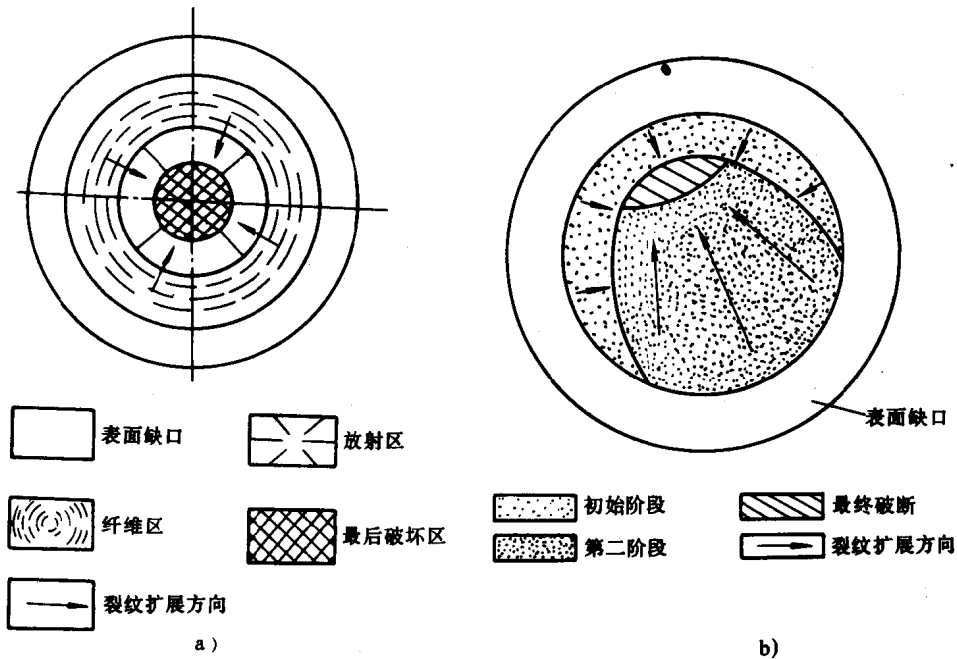 表面缺口
放射区
纤维区
最后破坏区
裂纹扩展方向
a）
表面缺口
初始阶段
最终破断
第二阶段
裂纹扩展方向
b)